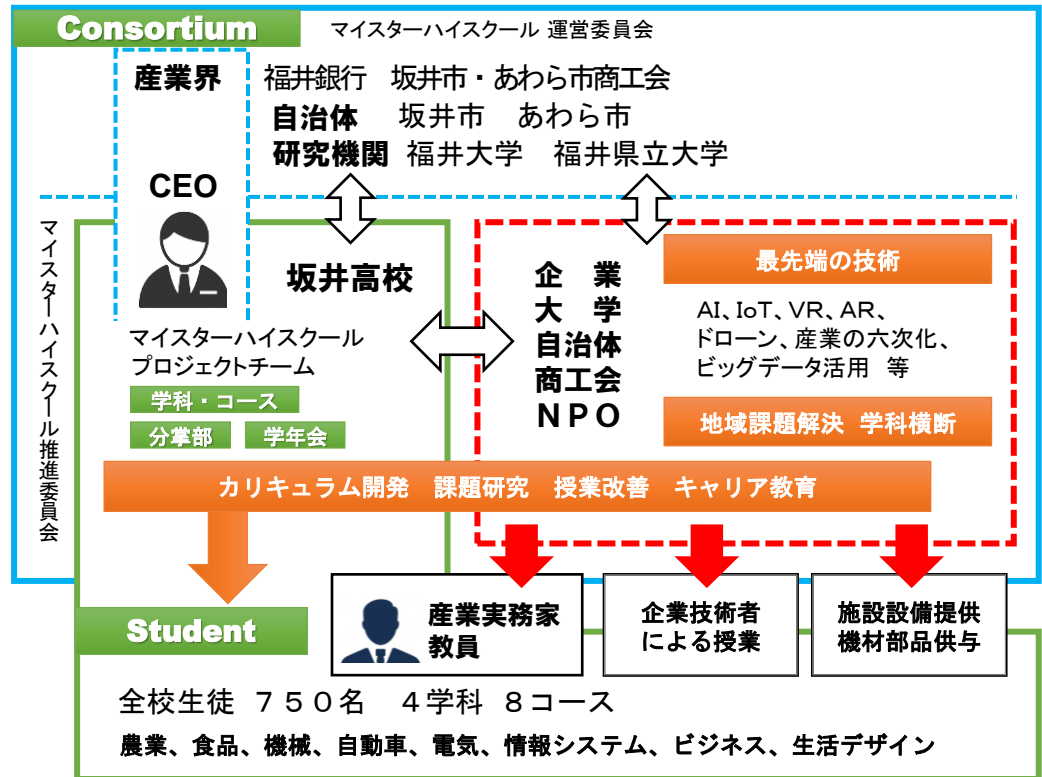 Consortium
マイスターハイスクール 運営委員会
産業界 福井銀行 坂井市・あわら市商工会
自治体 坂井市 あわら市
研究機関 福井大学 福井県立大学
CEO
マイスターハイスクール推進委員会
坂井高校
マイスターハイスクール
プロジェクトチーム
学科・コース
分掌部 学年会
企 業
大 学
自治体
商工会
ＮＰＯ
最先端の技術
AI、IoT、VR、AR、
ドローン、産業の六次化、
ビッグデータ活用 等
地域課題解決 学科横断
カリキュラム開発 課題研究 授業改善 キャリア教育
産業実務家
教員
企業技術者
による授業
施設設備提供
機材部品供与
Student
全校生徒 ７５０名 ４学科 ８コース
農業、食品、機械、自動車、電気、情報システム、ビジネス、生活デザイン